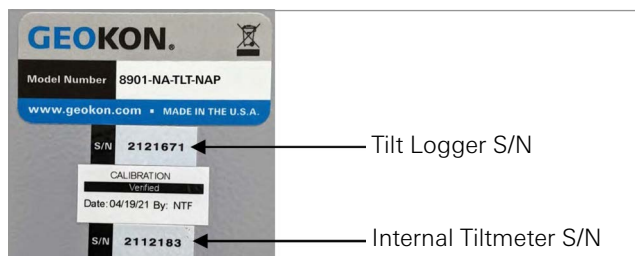 GEOKON.
Model Number 8901-NA-TLT-NAP
www.geokon.com • MADE IN THE U.S.A.
S/N 2121671
Tilt Logger S/N
CALIBRATION
Verified
Date: 04/19/21 By: NTF
S/N 2112183
Internal Tiltmeter S/N